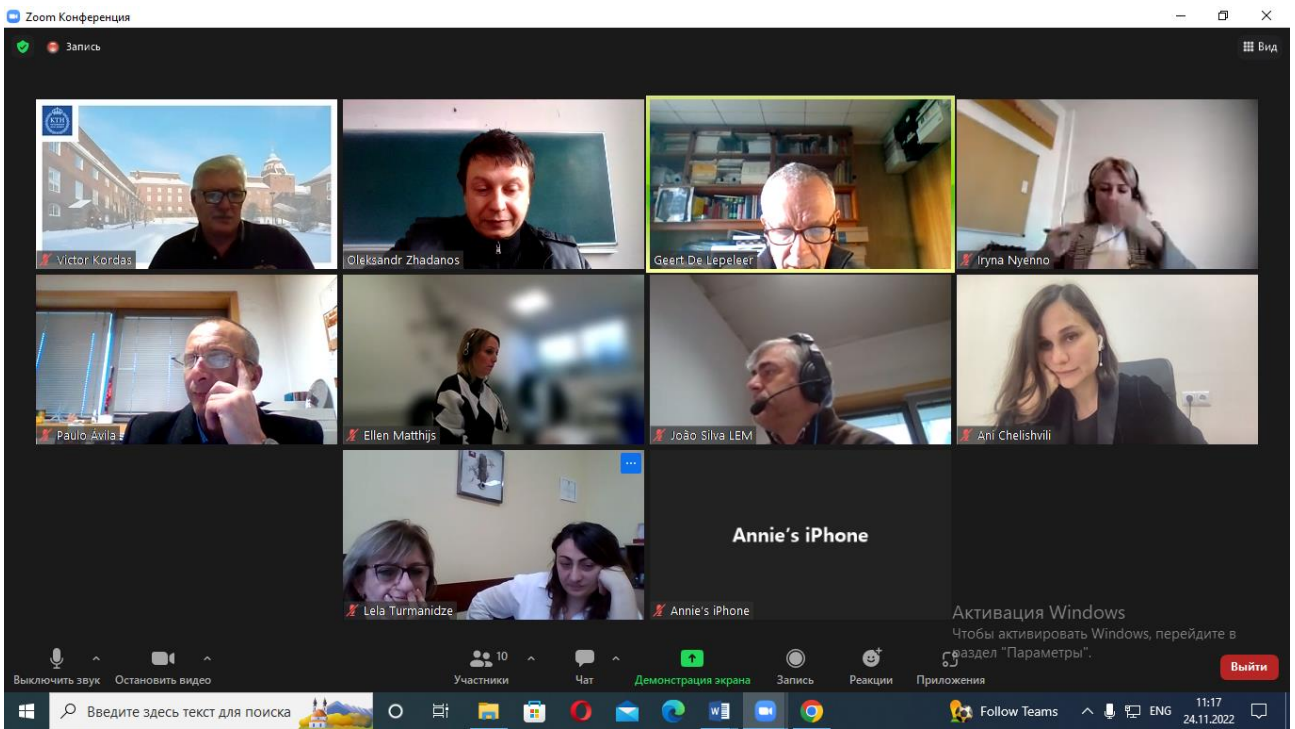 Zoom Конференция
Запись
Вид
KTH
Victor Kordas
Oleksandr Zhadanos
Geert De Lepeleer
Iryna Nyenno
Paulo Ávila
Ellen Matthijs
João Silva LEM
Ani Chelishvili
Lela Turmanidze
Annie's iPhone
Annie's iPhone
Активация Windows
Чтобы активировать Windows, перейдите в
раздел "Параметры".
Выключить звук
Остановить видео
10
Участники
Чат
Демонстрация экрана
Запись
Реакции
Приложения
Выйти
Введите здесь текст для поиска
Follow Teams
ENG
11:17
24.11.2022